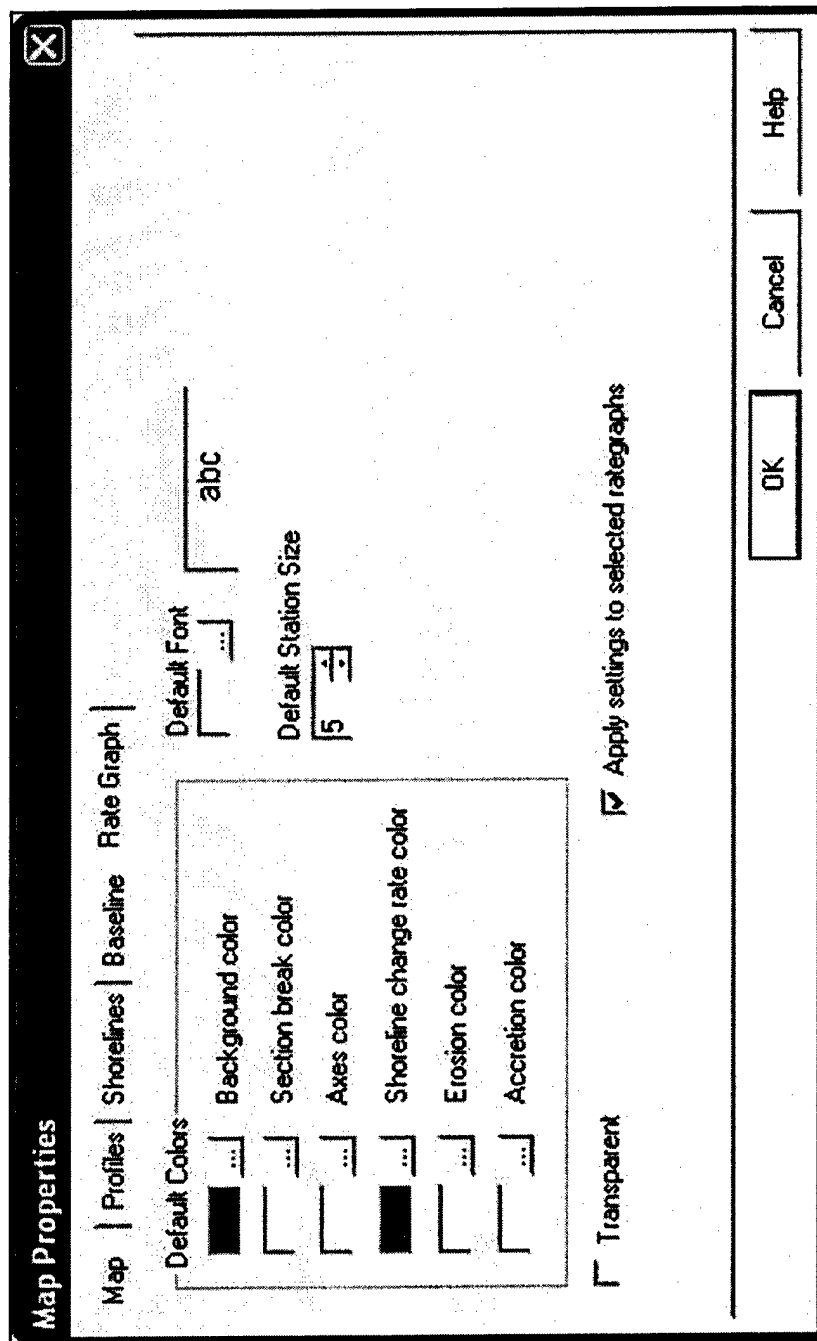 Map Properties
Map Profiles Shorelines Baseline Rate Graph
Default Colors
... Background color
... Section break color
... Axes color
... Shoreline change rate color
... Erosion color
... Accretion color
Default Font
...
abc
Default Station Size
5
Transparent
Apply settings to selected rategraphs
OK Cancel Help